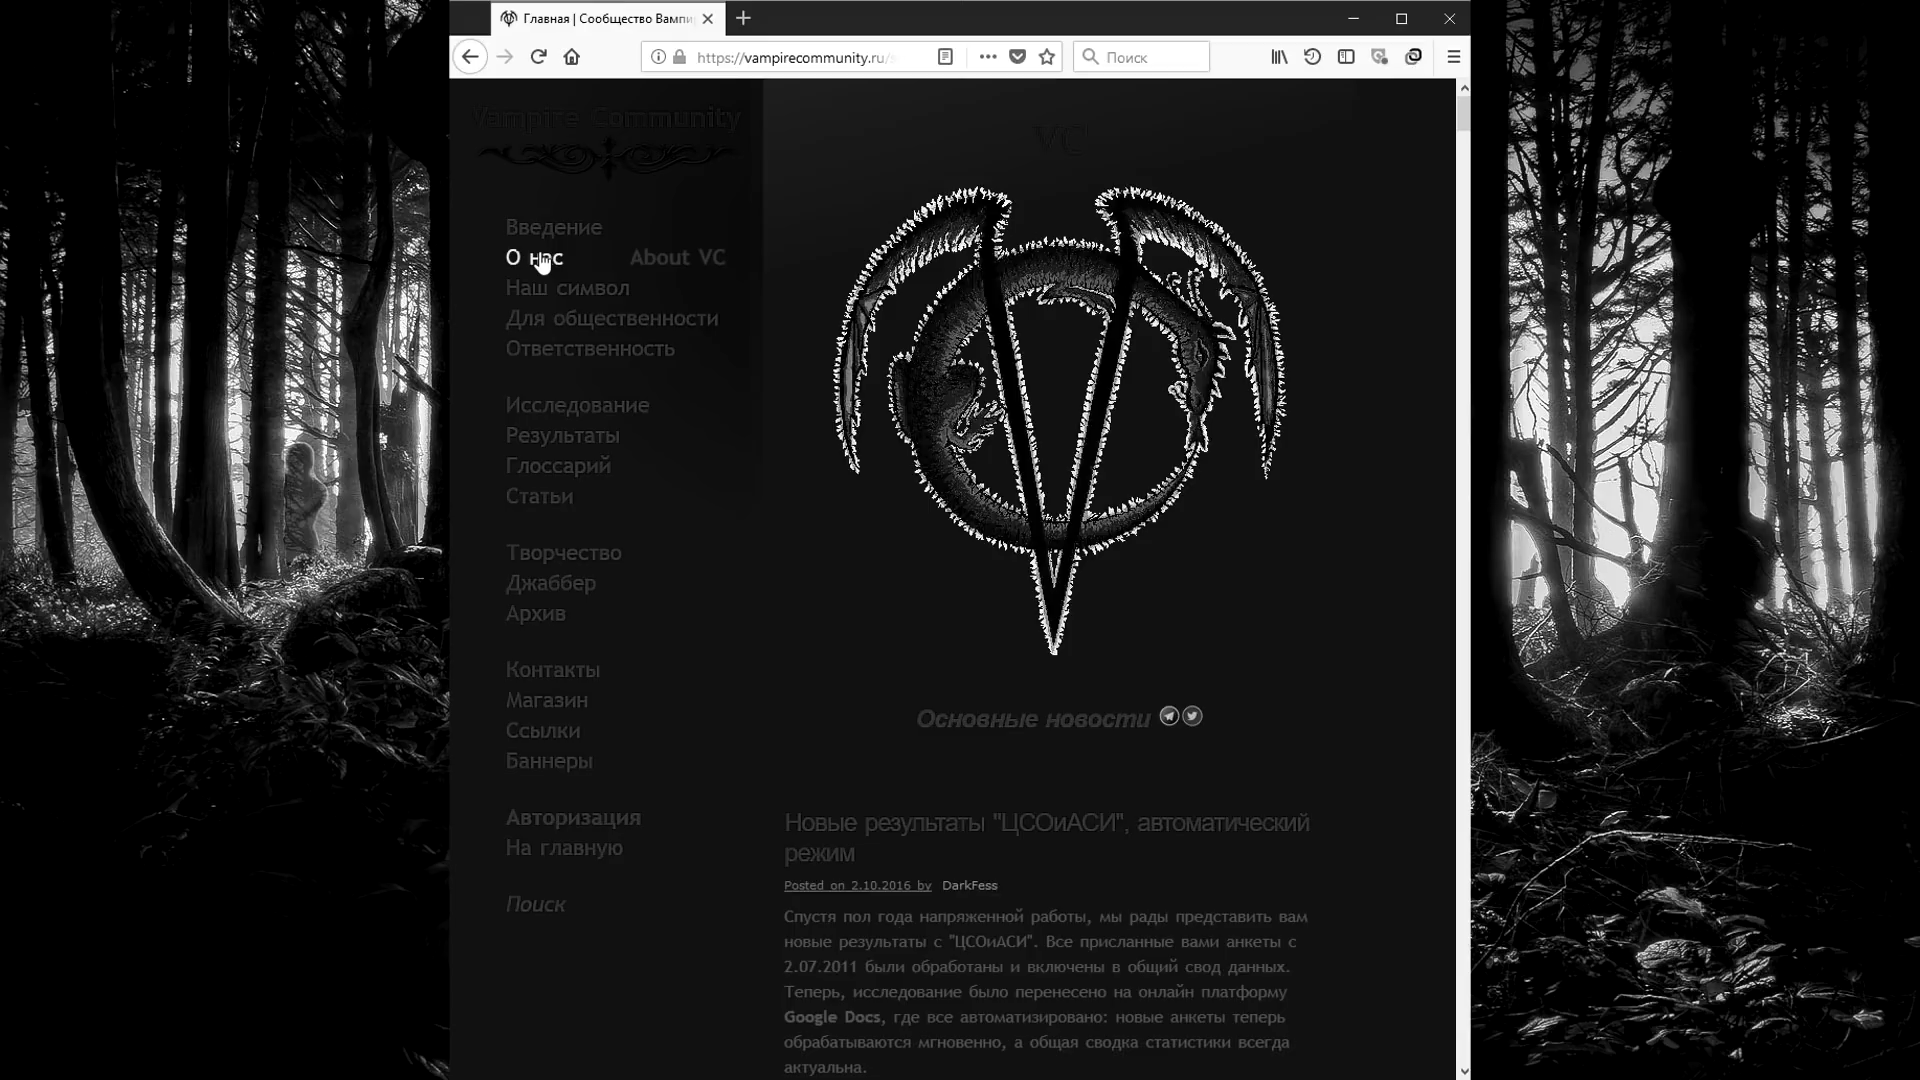 Главная | Сообщество Вампи
https://vampirecommunity.ru/
Поиск
Vampire Community
VC
Введение
О нас
About VC
Наш символ
Для общественности
Ответственность
Исследование
Результаты
Глоссарий
Статьи
Творчество
Джаббер
Архив
Контакты
Магазин
Ссылки
Баннеры
Авторизация
На главную
Поиск
Основные новости
Новые результаты "ЦСОиАСИ", автоматический
режим
Posted on 2.10.2016 by DarkFess
Спустя пол года напряженной работы, мы рады представить вам
новые результаты с "ЦСОиАСИ". Все присланные вами анкеты с
2.07.2011 были обработаны и включены в общий свод данных.
Теперь, исследование было перенесено на онлайн платформу
Google Docs, где все автоматизировано: новые анкеты теперь
обрабатываются мгновенно, а общая сводка статистики всегда
актуальна.